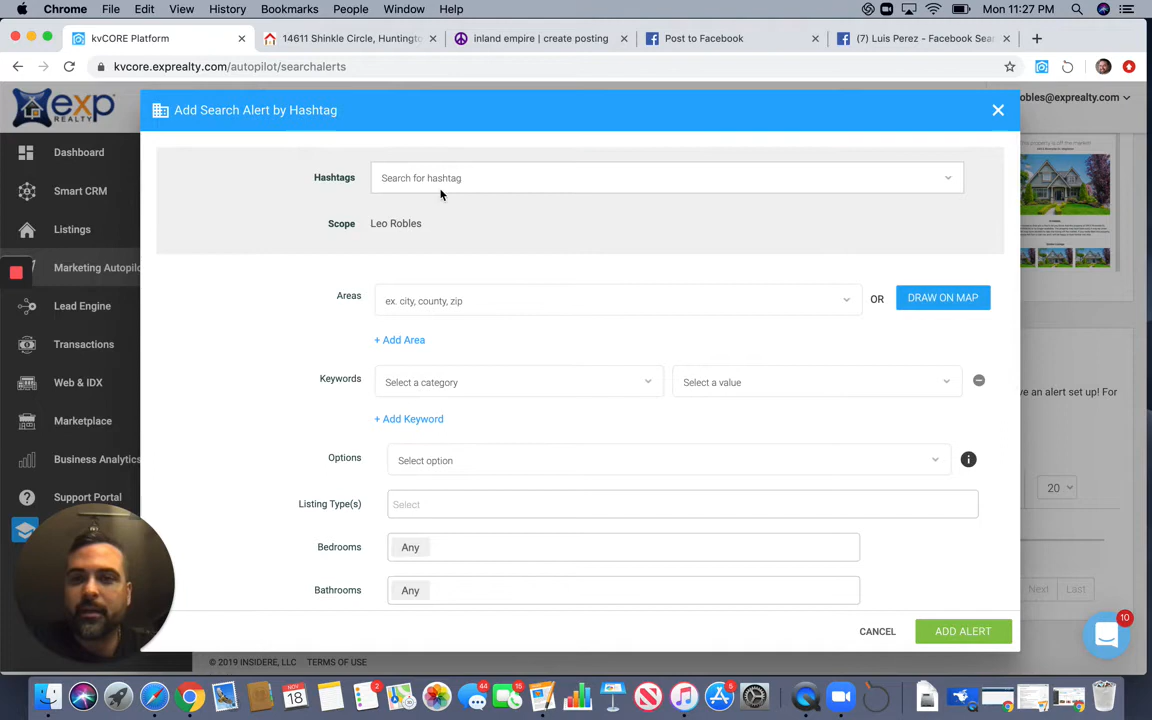 Chrome File Edit View History Bookmarks People Window Help Mon 11:27 PM
kvCORE Platform
14611 Shinkle Circle, Huntingto
inland empire | create posting
Post to Facebook
(7) Luis Perez - Facebook Sear
kvcore.exprealty.com/autopilot/searchalerts
exp
REALTY
Add Search Alert by Hashtag
obles@exprealty.com
Dashboard
Smart CRM
Listings
Marketing Autopilo
Lead Engine
Transactions
Web & IDX
Marketplace
Business Analytics
Support Portal
Hashtags Search for hashtag
Scope Leo Robles
Areas ex. city, county, zip OR DRAW ON MAP
+ Add Area
Keywords Select a category Select a value
+ Add Keyword
Options Select option
Listing Type(s) Select
Bedrooms Any
Bathrooms Any
CANCEL ADD ALERT
ve an alert set up! For
20
Next Last
10
© 2019 INSIDERE, LLC TERMS OF USE
NOV
18
2
44
15
6